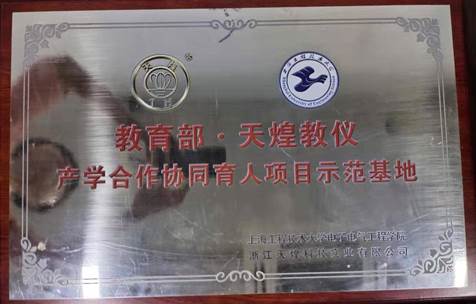 教育部·天煌教仪
产学合作协同育人项目示范基地
上海工程技术大学电子电气工程学院
浙江天煌科技实业有限公司